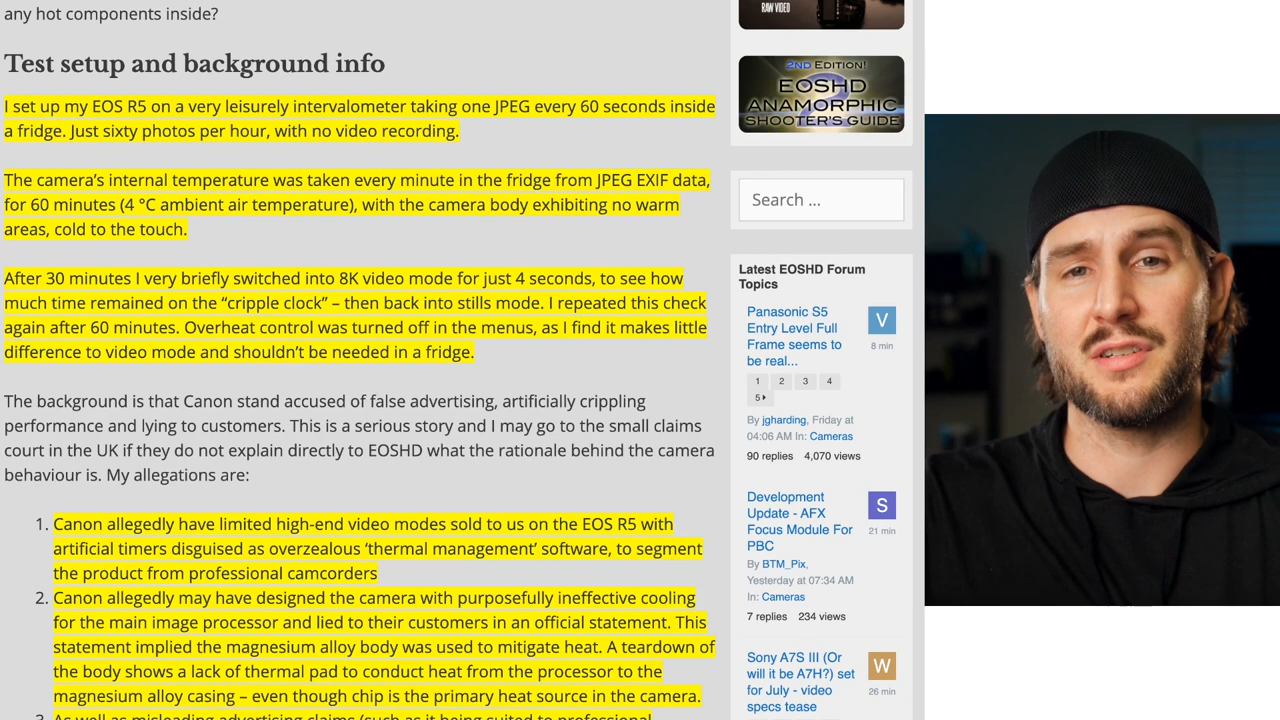 any hot components inside?
Test setup and background info
I set up my EOS R5 on a very leisurely intervalometer taking one JPEG every 60 seconds inside
a fridge. Just sixty photos per hour, with no video recording.
The camera’s internal temperature was taken every minute in the fridge from JPEG EXIF data,
for 60 minutes (4 °C ambient air temperature), with the camera body exhibiting no warm
areas, cold to the touch.
After 30 minutes I very briefly switched into 8K video mode for just 4 seconds, to see how
much time remained on the “cripple clock” – then back into stills mode. I repeated this check
again after 60 minutes. Overheat control was turned off in the menus, as I find it makes little
difference to video mode and shouldn’t be needed in a fridge.
The background is that Canon stand accused of false advertising, artificially crippling
performance and lying to customers. This is a serious story and I may go to the small claims
court in the UK if they do not explain directly to EOSHD what the rationale behind the camera
behaviour is. My allegations are:
1. Canon allegedly have limited high-end video modes sold to us on the EOS R5 with
artificial timers disguised as overzealous ‘thermal management’ software, to segment
the product from professional camcorders
2. Canon allegedly may have designed the camera with purposefully ineffective cooling
for the main image processor and lied to their customers in an official statement. This
statement implied the magnesium alloy body was used to mitigate heat. A teardown of
the body shows a lack of thermal pad to conduct heat from the processor to the
magnesium alloy casing – even though chip is the primary heat source in the camera.
3. As well as misleading advertising claims (such as it being suited to professional
RAW VIDEO
2ND EDITION!
EOSHD
2
ANAMORPHIC
SHOOTER'S GUIDE
Search ...
Latest EOSHD Forum
Topics
Panasonic S5
Entry Level Full
Frame seems to
be real...
V
8 min
1 2 3 4
5
By jgharding, Friday at
04:06 AM In: Cameras
90 replies 4,070 views
Development
Update - AFX
Focus Module For
PBC
S
21 min
By BTM_Pix,
Yesterday at 07:34 AM
In: Cameras
7 replies 234 views
Sony A7S III (Or
will it be A7H?) set
for July - video
specs tease
W
26 min